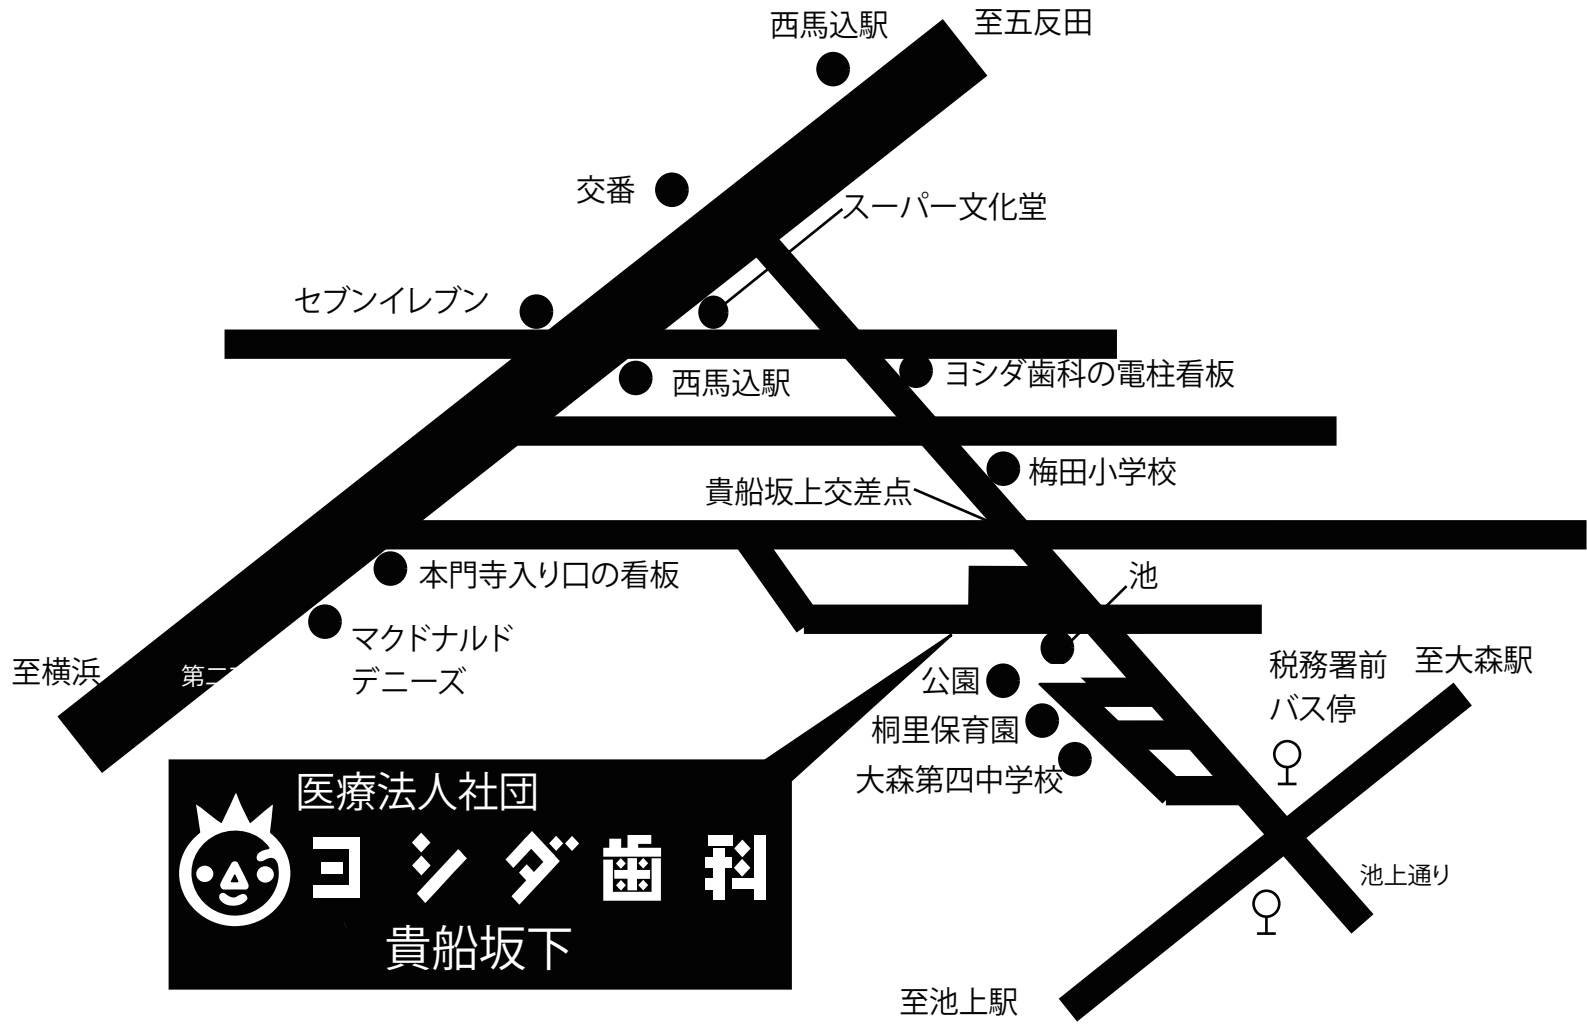 西馬込駅
至五反田
交番
スーパー文化堂
セブンイレブン
西馬込駅
ヨシダ歯科の電柱看板
梅田小学校
貴船坂上交差点
本門寺入り口の看板
池
マクドナルド
デニーズ
至横浜
第二
公園
税務署前
バス停
至大森駅
桐里保育園
大森第四中学校
医療法人社団
ヨシダ歯科
貴船坂下
池上通り
至池上駅